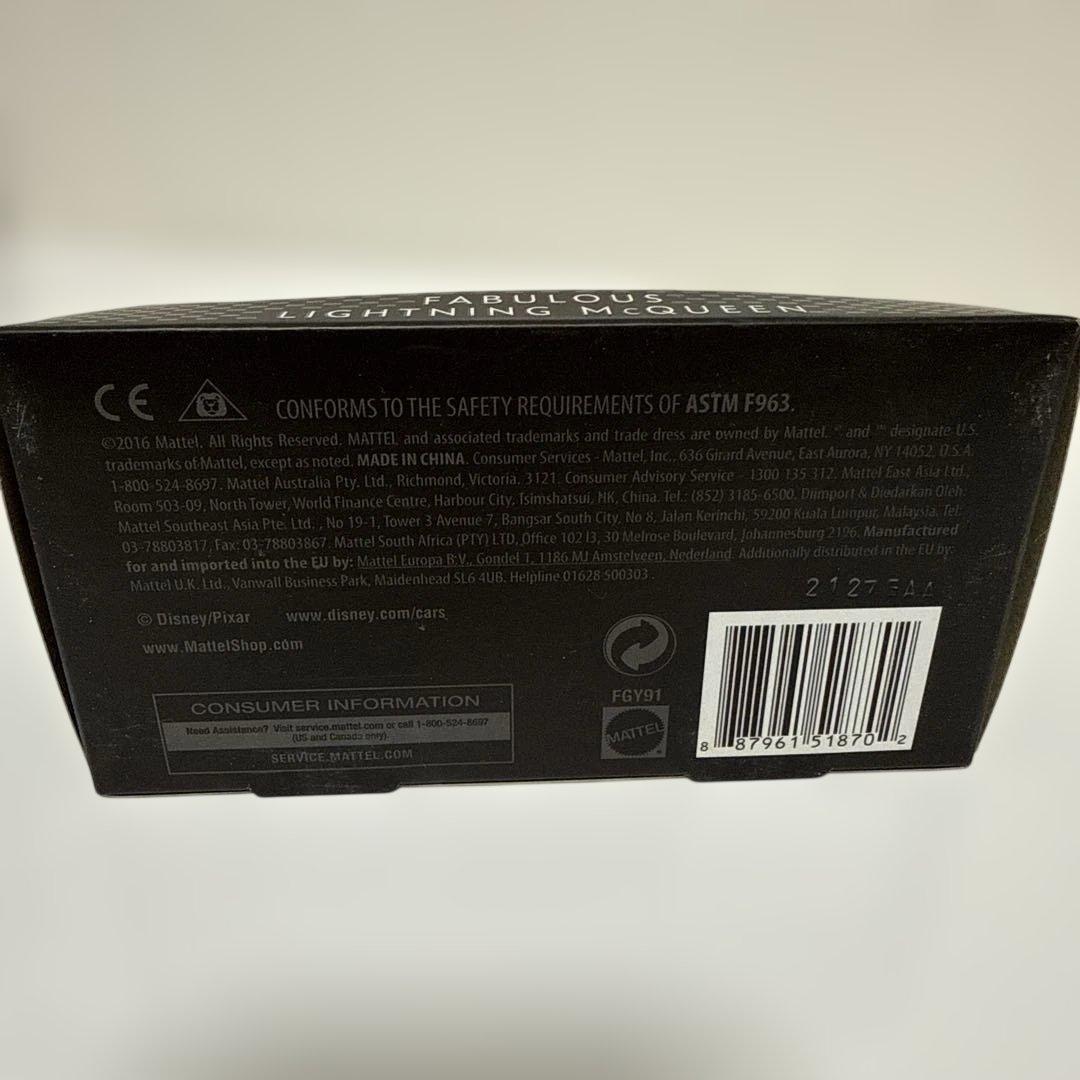 FABULOUS
LIGHTNING McQUEEN
CE CONFORMS TO THE SAFETY REQUIREMENTS OF ASTM F963.
©2016 Mattel. All Rights Reserved. MATTEL and associated trademarks and trade dress are owned by Mattel. ® and ™ designate U.S.
trademarks of Mattel, except as noted. MADE IN CHINA. Consumer Services - Mattel, Inc., 636 Girard Avenue, East Aurora, NY 14052, U.S.A.
1-800-524-8697. Mattel Australia Pty. Ltd., Richmond, Victoria. 3121. Consumer Advisory Service - 1300 135 312. Mattel East Asia Ltd.,
Room 503-09, North Tower, World Finance Centre, Harbour City, Tsimshatsui, HK, China. Tel.: (852) 3185-6500. Diimport & Diedarkan Oleh:
Mattel Southeast Asia Pte. Ltd., No 19-1, Tower 3 Avenue 7, Bangsar South City, No 8, Jalan Kerinchi, 59200 Kuala Lumpur, Malaysia. Tel:
03-78803817, Fax: 03-78803867. Mattel South Africa (PTY) LTD, Office 102 I3, 30 Melrose Boulevard, Johannesburg 2196. Manufactured
for and imported into the EU by: Mattel Europa B.V., Gondel 1, 1186 MJ Amstelveen, Nederland. Additionally distributed in the EU by:
Mattel U.K. Ltd., Vanwall Business Park, Maidenhead SL6 4UB. Helpline 01628 500303.
2127 AA
© Disney/Pixar www.disney.com/cars
www.MattelShop.com
CONSUMER INFORMATION
Need Assistance? Visit service.mattel.com or call 1-800-524-8697
(US and Canada only).
SERVICE.MATTEL.COM
FGY91
MATTEL
8 87961 51870 2